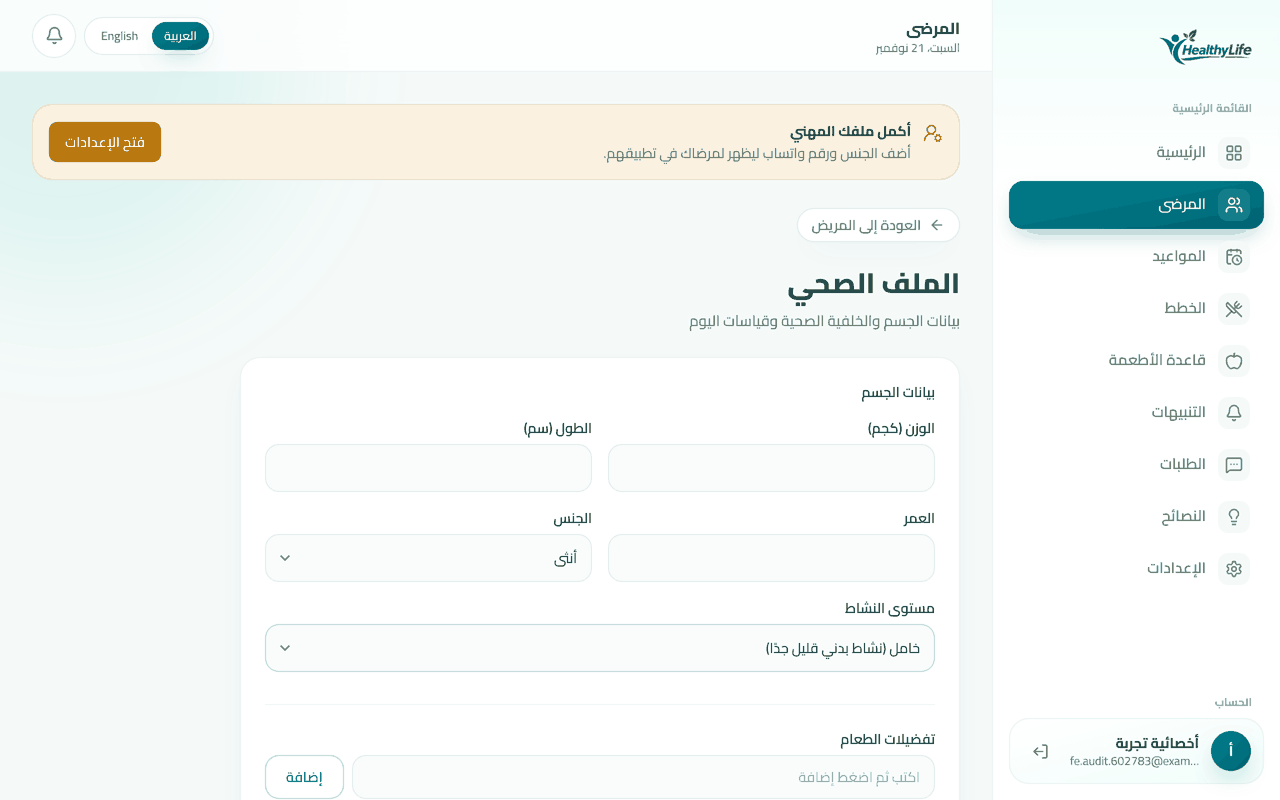 HealthyLife
القائمة الرئيسية
الرئيسية
المرضى
المواعيد
الخطط
قاعدة الأطعمة
التنبيهات
الطلبات
النصائح
الإعدادات
الحساب
أ
أخصائية تجربة
fe.audit.602783@exam...
المرضى
السبت، 21 نوفمبر
العربية
English
أكمل ملفك المهني
أضف الجنس ورقم واتساب ليظهر لمرضاك في تطبيقهم.
فتح الإعدادات
العودة إلى المريض
الملف الصحي
بيانات الجسم والخلفية الصحية وقياسات اليوم
بيانات الجسم
الوزن (كجم)
الطول (سم)
العمر
الجنس
أنثى
مستوى النشاط
خامل (نشاط بدني قليل جدًا)
تفضيلات الطعام
اكتب ثم اضغط إضافة
إضافة